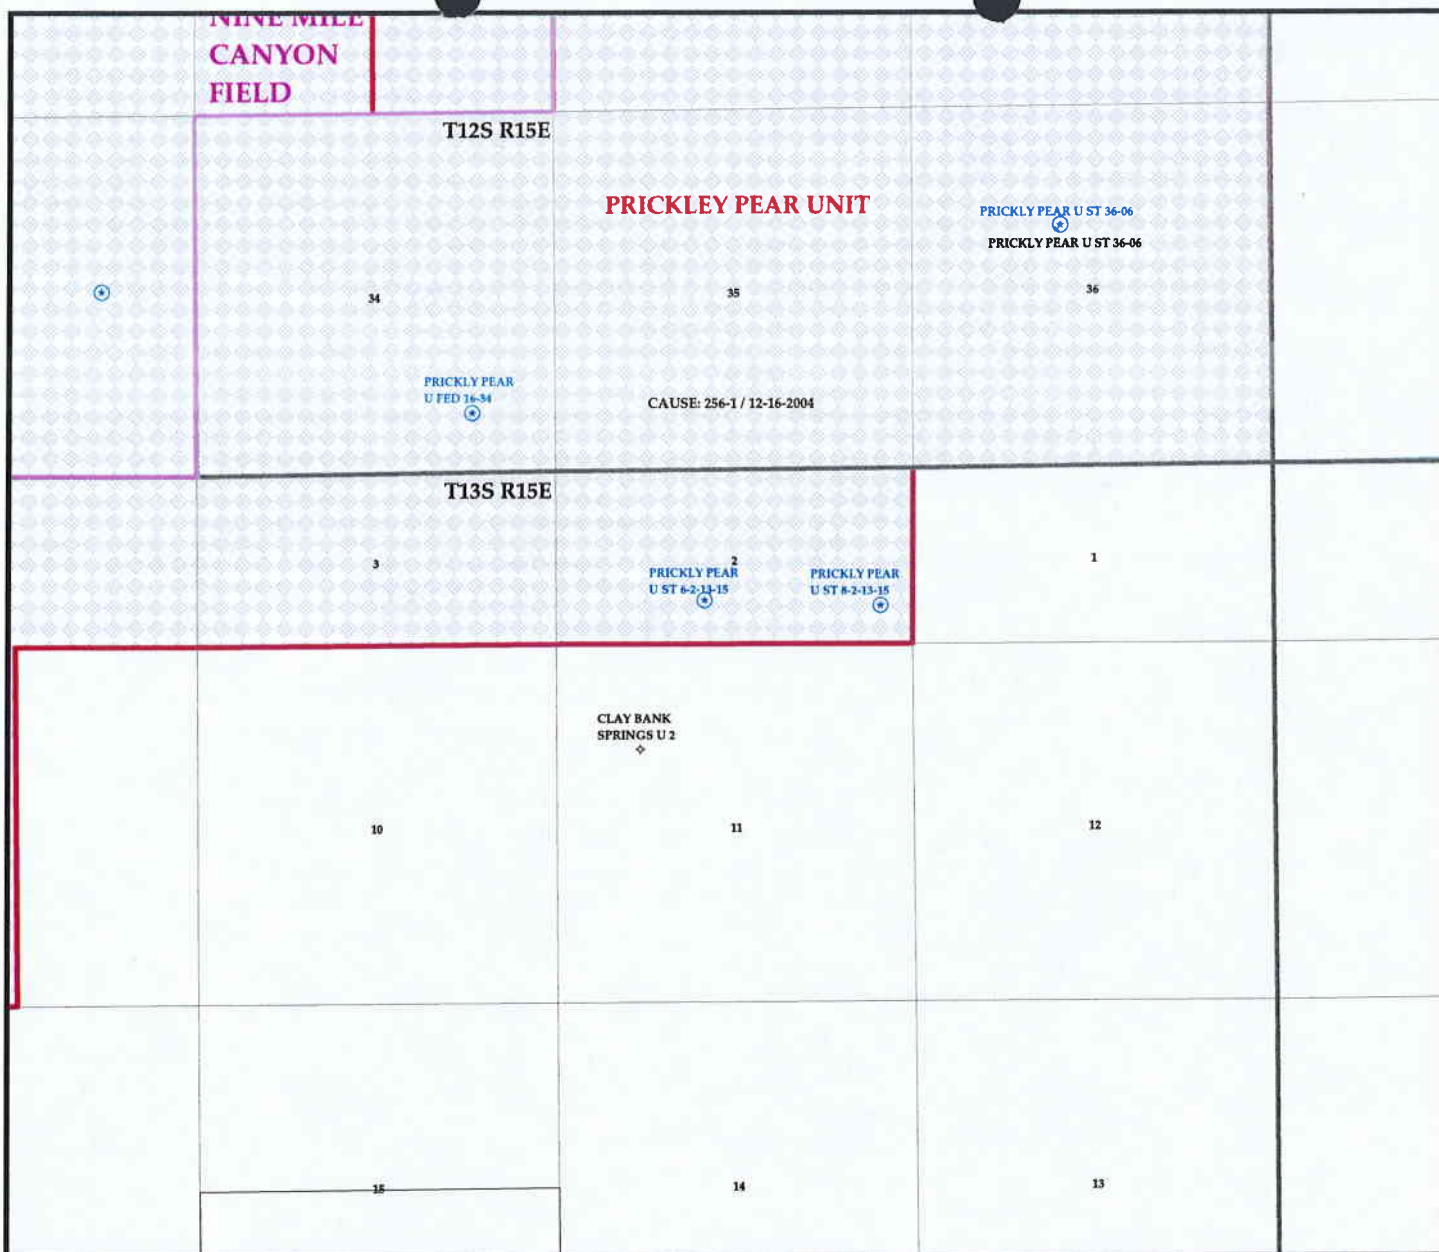 NINE MILE
CANYON
FIELD
T12S R15E
PRICKLEY PEAR UNIT
PRICKLY PEAR U ST 36-06
PRICKLY PEAR U ST 36-06
34
35
36
PRICKLY PEAR
U FED 16-34
CAUSE: 256-1 / 12-16-2004
T13S R15E
3
2
1
PRICKLY PEAR
U ST 6-2-13-15
PRICKLY PEAR
U ST 8-2-13-15
CLAY BANK
SPRINGS U 2
10
11
12
15
14
13